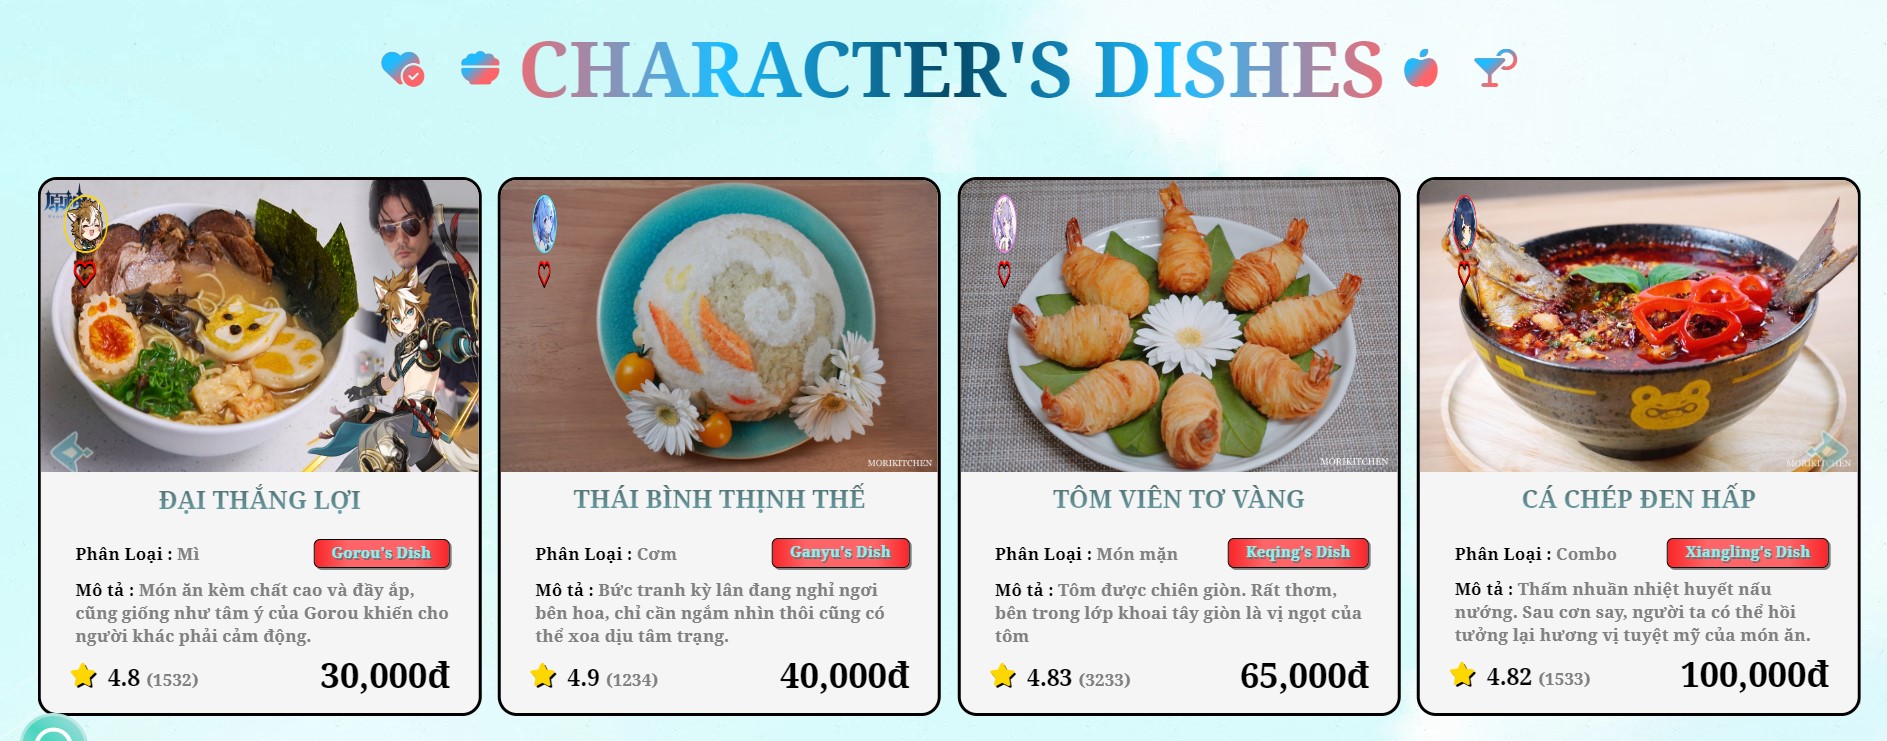 CHARACTER'S DISHES
ĐẠI THẮNG LỢI
Phân Loại : Mì
Gorou's Dish
Mô tả : Món ăn kèm chất cao và đầy ắp,
cũng giống như tâm ý của Gorou khiến cho
người khác phải cảm động.
4.8 (1532)
30,000đ
MORIKITCHEN
THÁI BÌNH THỊNH THẾ
Phân Loại : Cơm
Ganyu's Dish
Mô tả : Bức tranh kỳ lân đang nghỉ ngơi
bên hoa, chỉ cần ngắm nhìn thôi cũng có
thể xoa dịu tâm trạng.
4.9 (1234)
40,000đ
MORIKITCHEN
TÔM VIÊN TƠ VÀNG
Phân Loại : Món mặn
Keqing's Dish
Mô tả : Tôm được chiên giòn. Rất thơm,
bên trong lớp khoai tây giòn là vị ngọt của
tôm
4.83 (3233)
65,000đ
MORIKITCHEN
CÁ CHÉP ĐEN HẤP
Phân Loại : Combo
Xiangling's Dish
Mô tả : Thấm nhuần nhiệt huyết nấu
nướng. Sau cơn say, người ta có thể hồi
tưởng lại hương vị tuyệt mỹ của món ăn.
4.82 (1533)
100,000đ